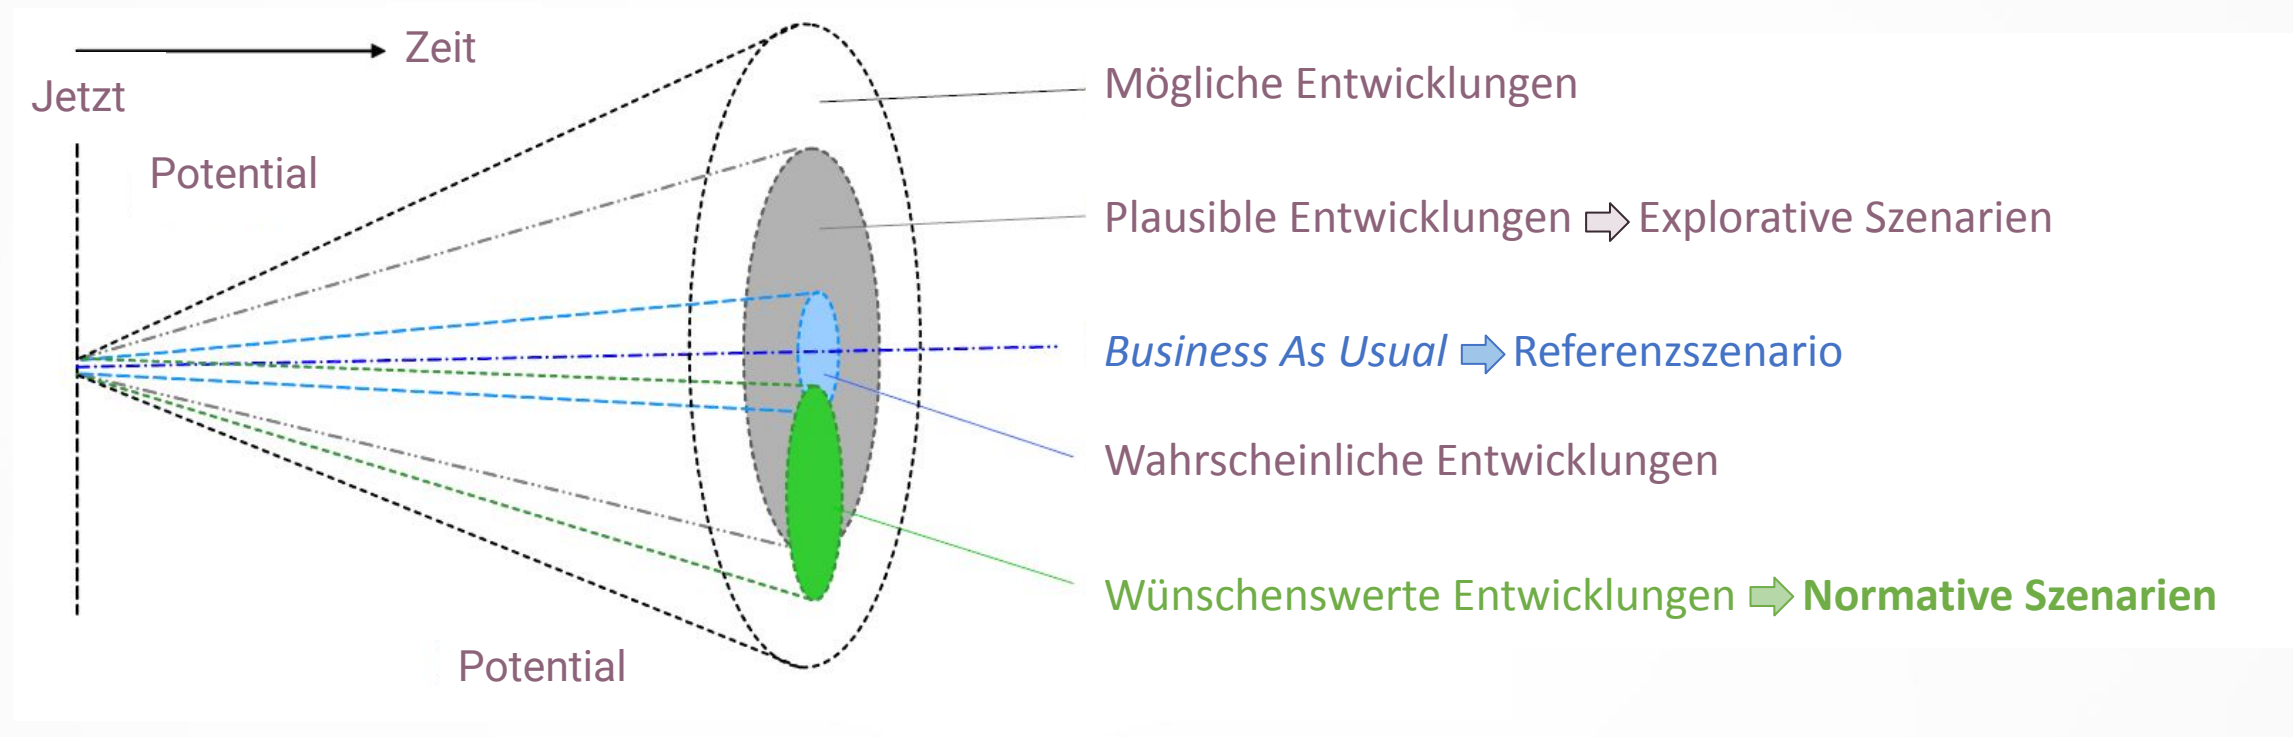 Zeit
Jetzt
Potential
Mögliche Entwicklungen
Plausible Entwicklungen Explorative Szenarien
Business As Usual Referenzszenario
Wahrscheinliche Entwicklungen
Wünschenswerte Entwicklungen Normative Szenarien
Potential